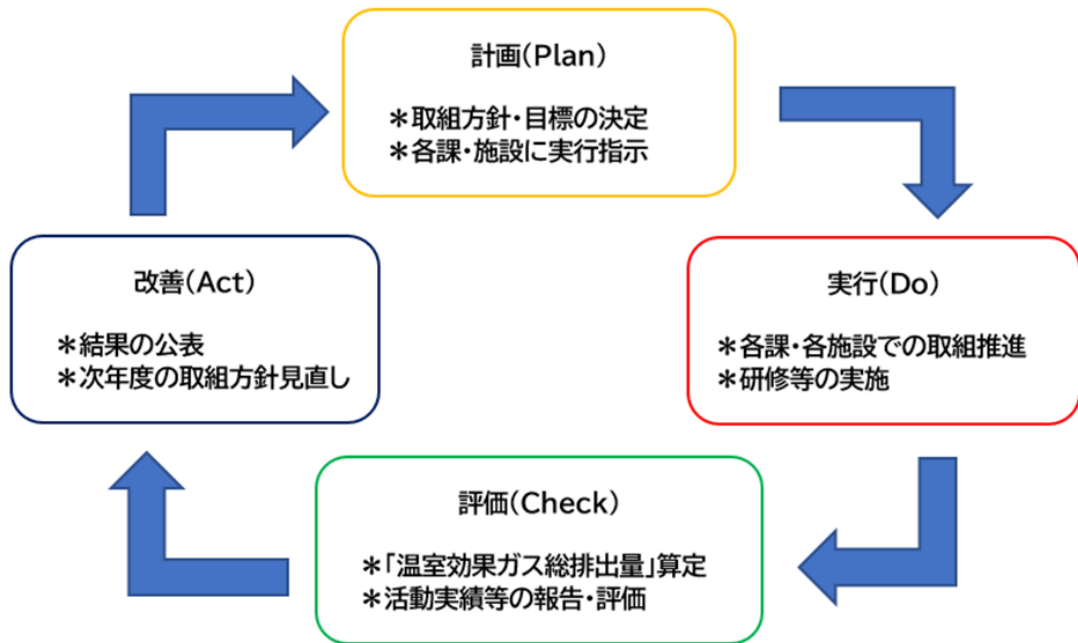 計画(Plan)
＊取組方針・目標の決定
＊各課・施設に実行指示
実行(Do)
＊各課・各施設での取組推進
＊研修等の実施
評価(Check)
＊「温室効果ガス総排出量」算定
＊活動実績等の報告・評価
改善(Act)
＊結果の公表
＊次年度の取組方針見直し